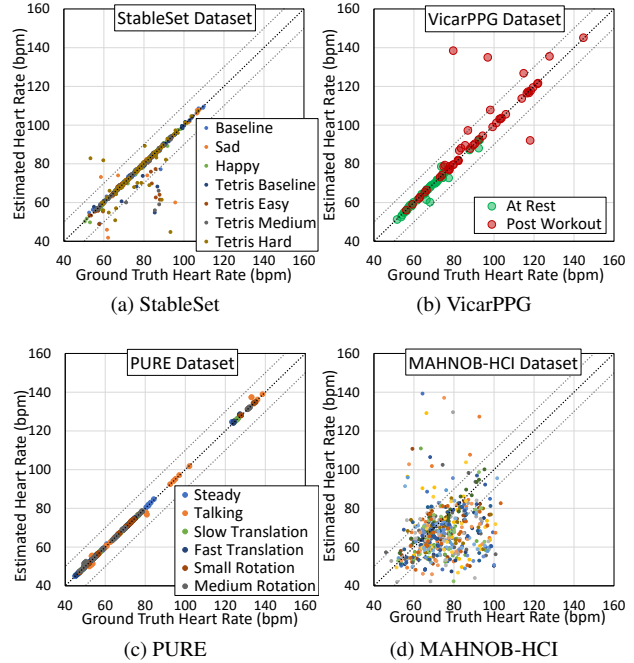 StableSet Dataset
Estimated Heart Rate (bpm)
160
140
120
100
80
60
40
Baseline
Sad
Happy
Tetris Baseline
Tetris Easy
Tetris Medium
Tetris Hard
40 60 80 100 120 140 160
Ground Truth Heart Rate (bpm)
(a) StableSet
VicarPPG Dataset
Estimated Heart Rate (bpm)
160
140
120
100
80
60
40
At Rest
Post Workout
40 60 80 100 120 140 160
Ground Truth Heart Rate (bpm)
(b) VicarPPG
PURE Dataset
Estimated Heart Rate (bpm)
160
140
120
100
80
60
40
Steady
Talking
Slow Translation
Fast Translation
Small Rotation
Medium Rotation
40 60 80 100 120 140 160
Ground Truth Heart Rate (bpm)
(c) PURE
MAHNOB-HCI Dataset
Estimated Heart Rate (bpm)
160
140
120
100
80
60
40
40 60 80 100 120 140 160
Ground Truth Heart Rate (bpm)
(d) MAHNOB-HCI